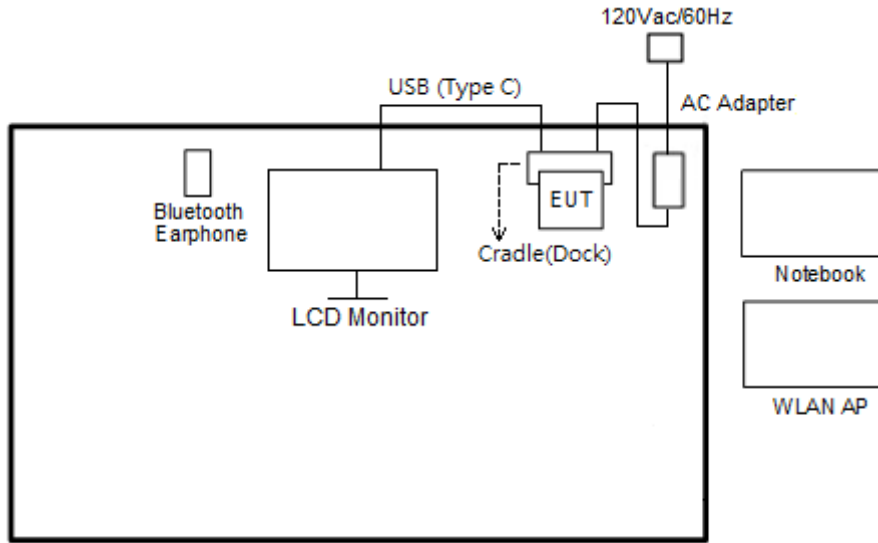 120Vac/60Hz
USB (Type C)
AC Adapter
EUT
Bluetooth
Earphone
Cradle(Dock)
Notebook
LCD Monitor
WLAN AP